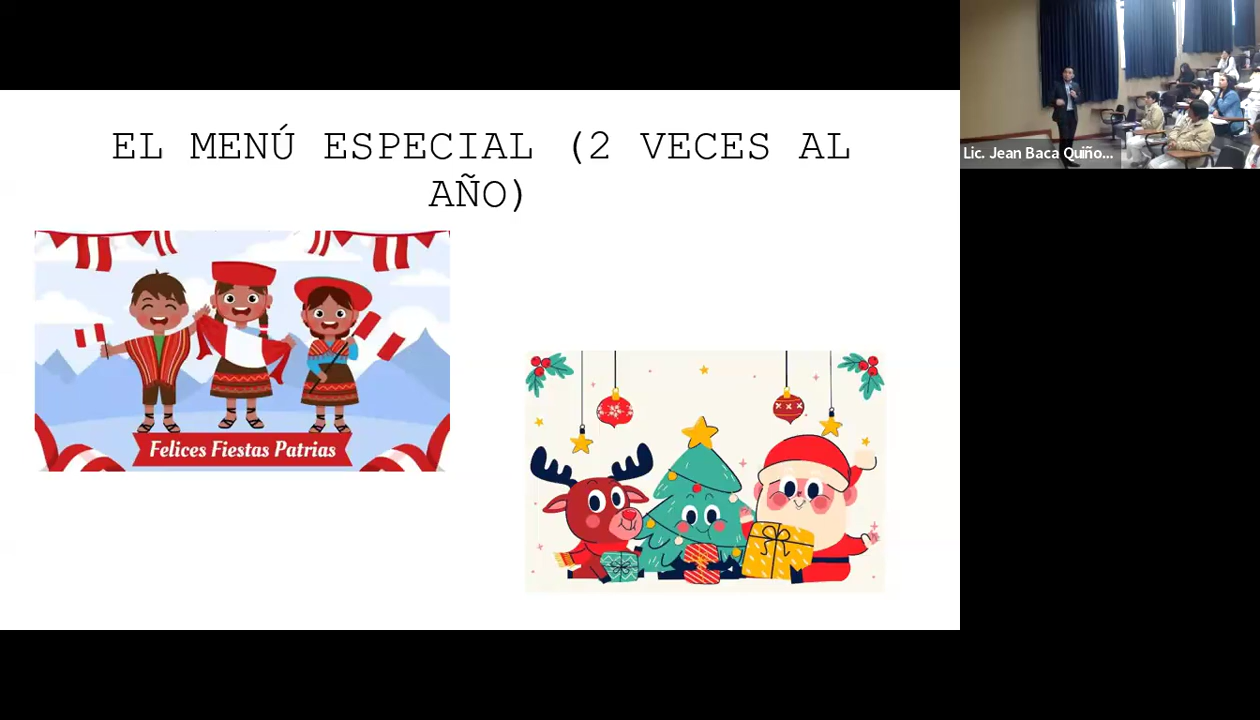 EL MENÚ ESPECIAL (2 VECES AL
AÑO)
Felices Fiestas Patrias
Lic. Jean Baca Quiño...